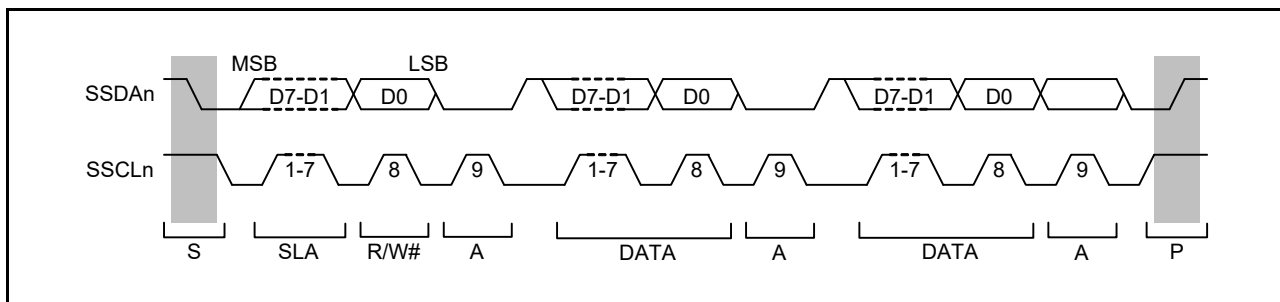 MSB LSB
SSDAn D7-D1 D0 D7-D1 D0 D7-D1 D0
SSCLn 1-7 8 9 1-7 8 9 1-7 8 9
S SLA R/W# A DATA A DATA A P